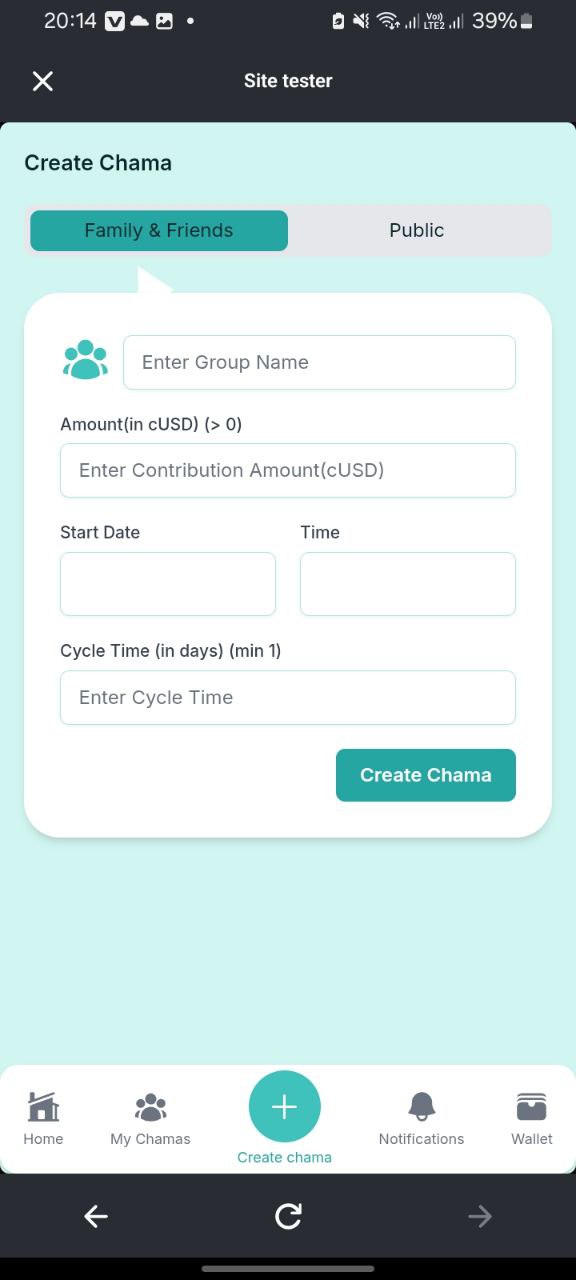 20:14 39%
Vo)) LTE2
Site tester
Create Chama
Family & Friends Public
Enter Group Name
Amount(in cUSD) (> 0)
Enter Contribution Amount(cUSD)
Start Date Time
Cycle Time (in days) (min 1)
Enter Cycle Time
Create Chama
Home My Chamas Create chama Notifications Wallet